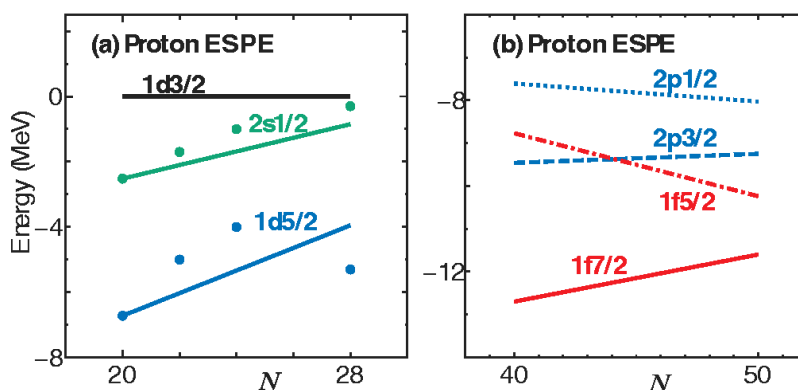 (a) Proton ESPE
1d3/2
2s1/2
1d5/2
Energy (MeV)
0
−4
−8
20
N
28
(b) Proton ESPE
2p1/2
2p3/2
1f5/2
1f7/2
−8
−12
40
N
50